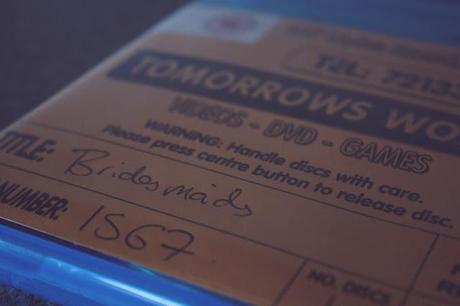 TEL: 72133
TOMORROWS WO
VIDEOS - DVD - GAMES
WARNING: Handle discs with care.
Please press centre button to release disc.
TITLE: Bridesmaids
NUMBER: 1567
NO. DISCS